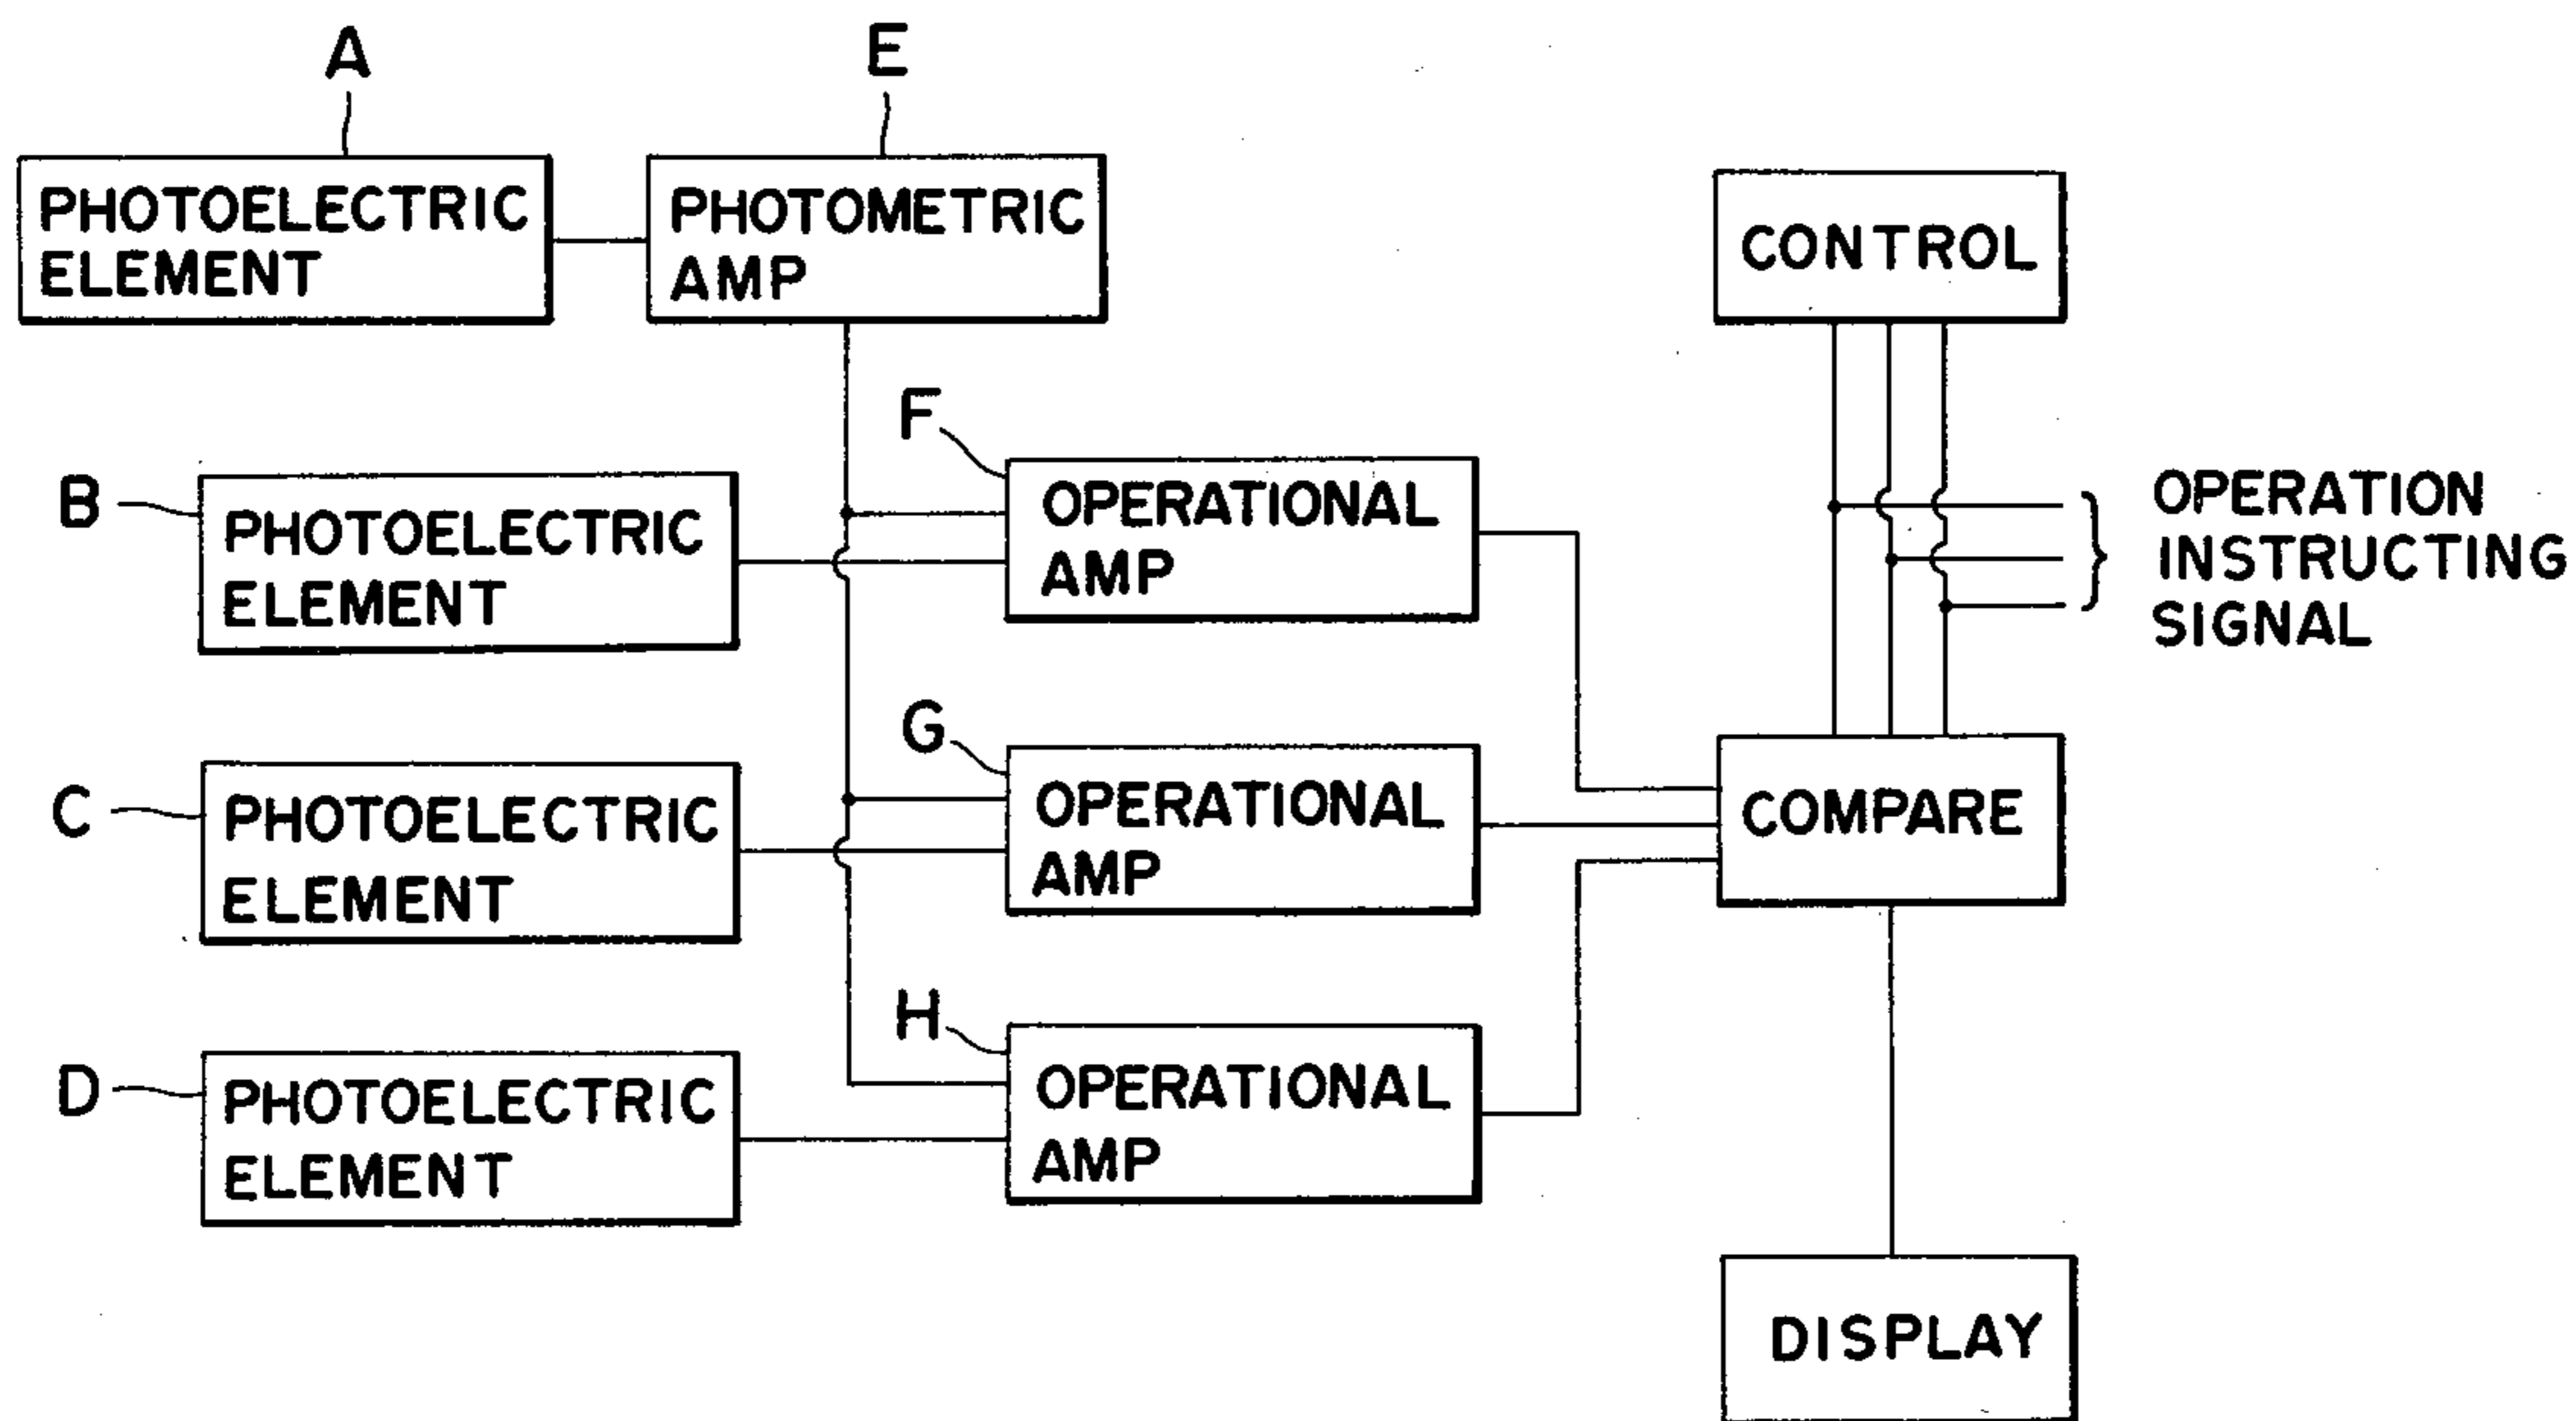 A
E
PHOTOELECTRIC
ELEMENT
PHOTOMETRIC
AMP
CONTROL
F
B
PHOTOELECTRIC
ELEMENT
OPERATIONAL
AMP
OPERATION
INSTRUCTING
SIGNAL
G
C
PHOTOELECTRIC
ELEMENT
OPERATIONAL
AMP
COMPARE
H
D
PHOTOELECTRIC
ELEMENT
OPERATIONAL
AMP
DISPLAY